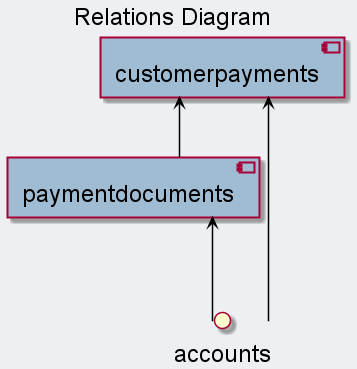 Relations Diagram
customerpayments
paymentdocuments
accounts